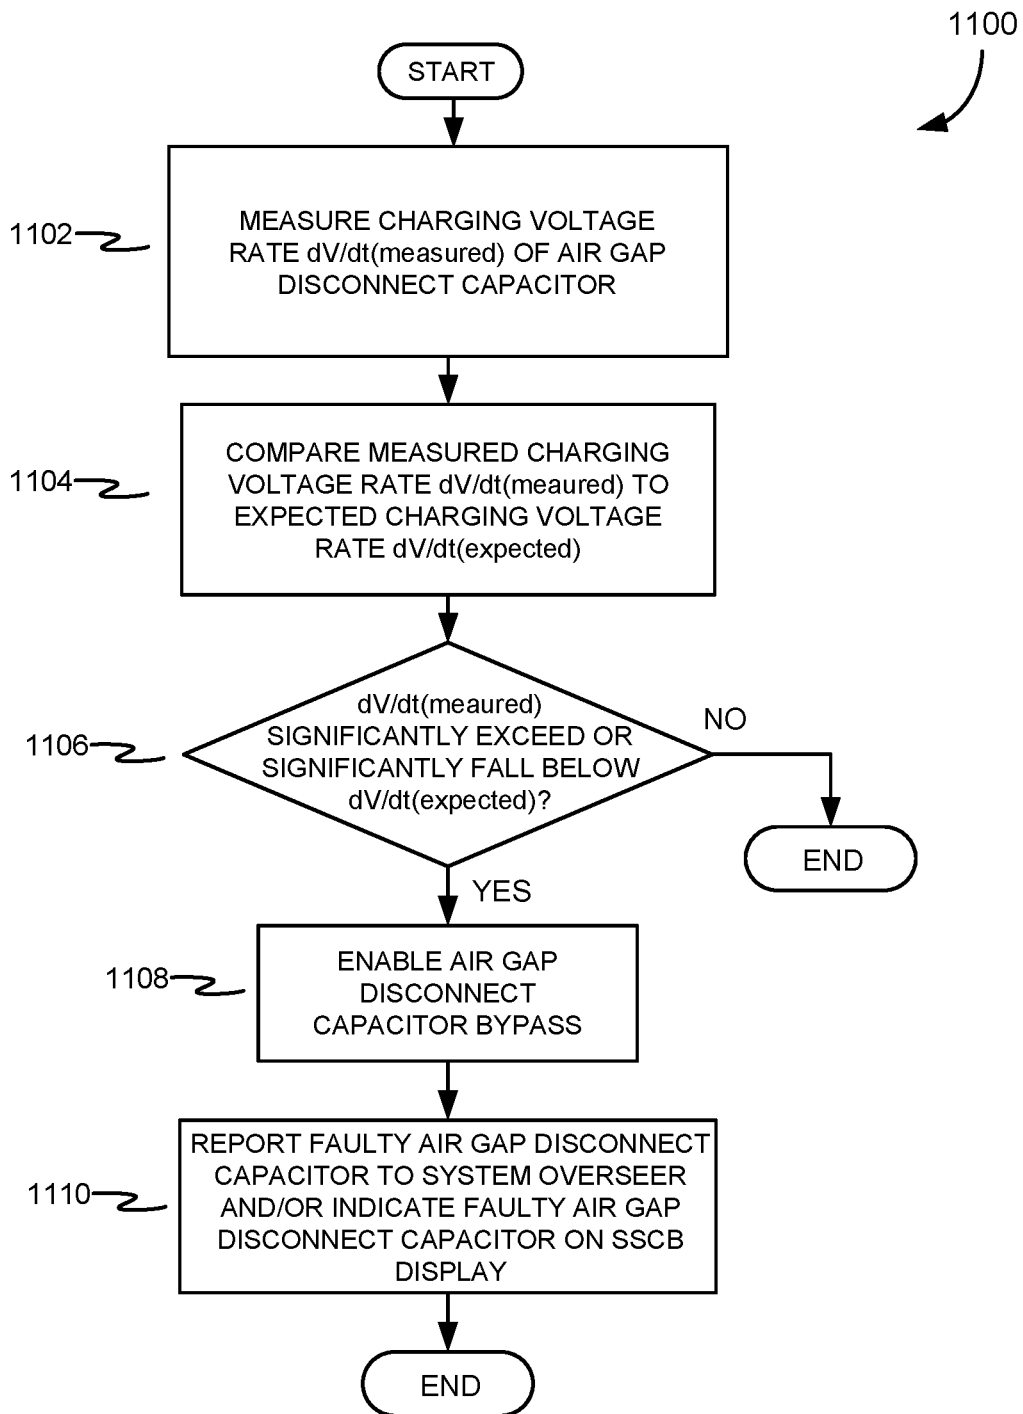 1100
START
1102
MEASURE CHARGING VOLTAGE
RATE dV/dt(measured) OF AIR GAP
DISCONNECT CAPACITOR
1104
COMPARE MEASURED CHARGING
VOLTAGE RATE dV/dt(meaured) TO
EXPECTED CHARGING VOLTAGE
RATE dV/dt(expected)
1106
dV/dt(meaured)
SIGNIFICANTLY EXCEED OR
SIGNIFICANTLY FALL BELOW
dV/dt(expected)?
NO
END
YES
1108
ENABLE AIR GAP
DISCONNECT
CAPACITOR BYPASS
1110
REPORT FAULTY AIR GAP DISCONNECT
CAPACITOR TO SYSTEM OVERSEER
AND/OR INDICATE FAULTY AIR GAP
DISCONNECT CAPACITOR ON SSCB
DISPLAY
END